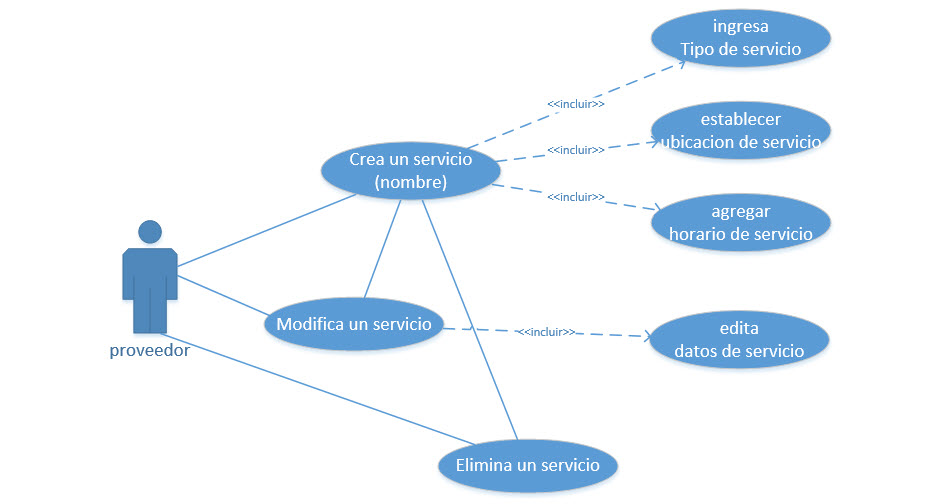 ingresa
Tipo de servicio
<<incluir>>
establecer
ubicacion de servicio
<<incluir>>
Crea un servicio
(nombre)
<<incluir>>
agregar
horario de servicio
Modifica un servicio
<<incluir>>
edita
datos de servicio
proveedor
Elimina un servicio